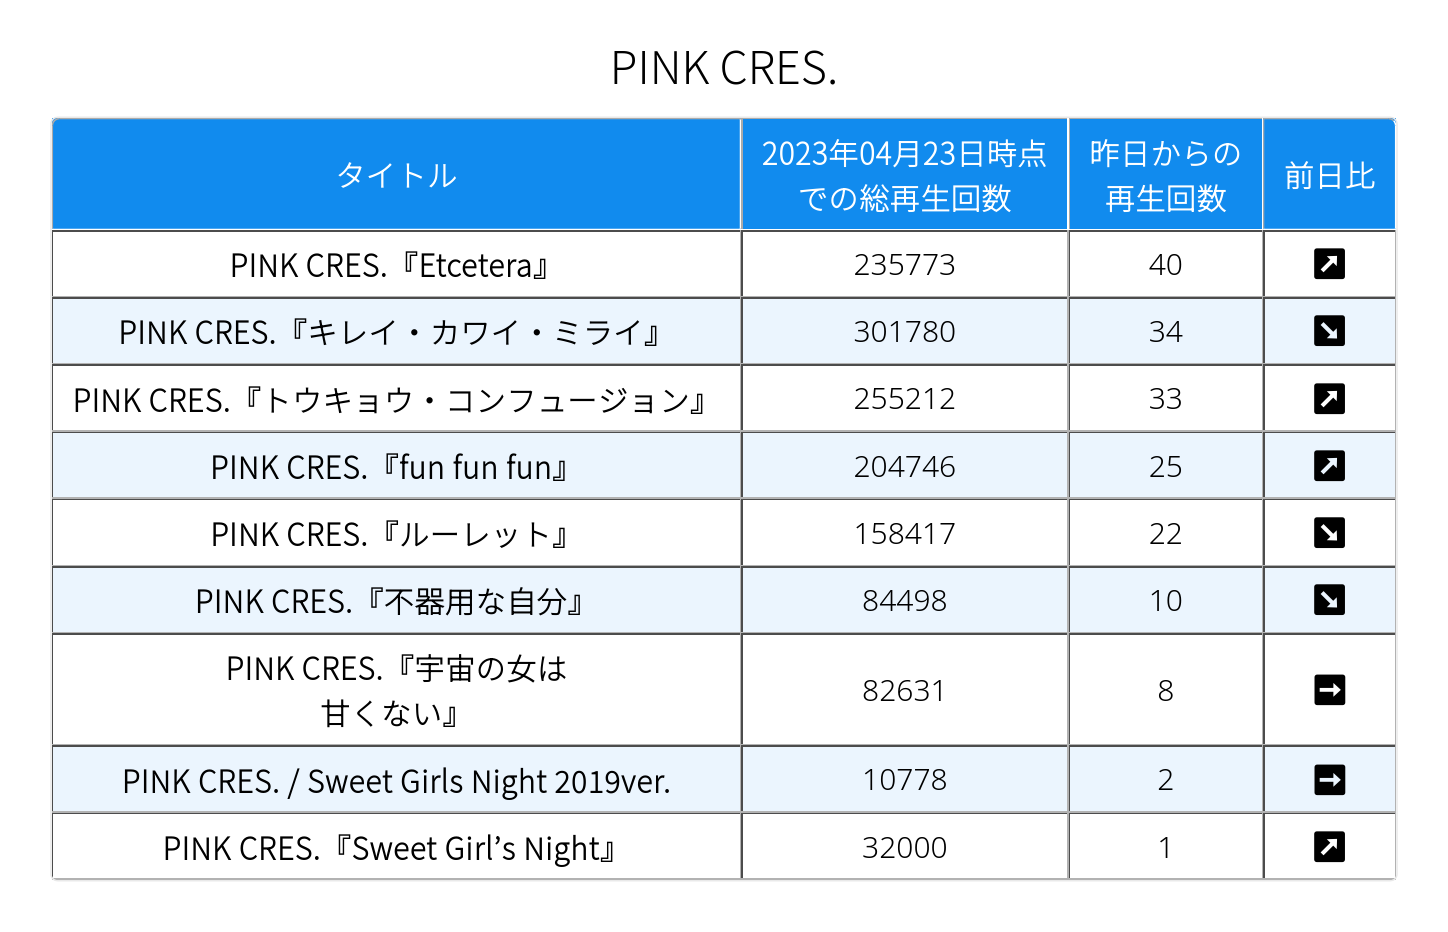 PINK CRES.
タイトル
2023年04月23日時点
での総再生回数
昨日からの
再生回数
前日比
PINK CRES.『Etcetera』 235773 40 ↗
PINK CRES.『キレイ・カワイ・ミライ』 301780 34 ↘
PINK CRES.『トウキョウ・コンフュージョン』 255212 33 ↗
PINK CRES.『fun fun fun』 204746 25 ↗
PINK CRES.『ルーレット』 158417 22 ↘
PINK CRES.『不器用な自分』 84498 10 ↘
PINK CRES.『宇宙の女は
甘くない』 82631 8 →
PINK CRES. / Sweet Girls Night 2019ver. 10778 2 →
PINK CRES.『Sweet Girl’s Night』 32000 1 ↗